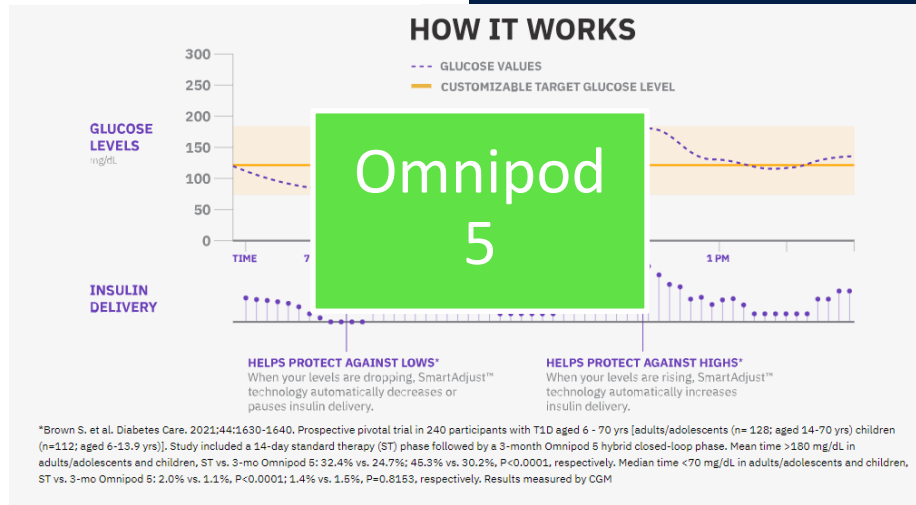 HOW IT WORKS
GLUCOSE VALUES
CUSTOMIZABLE TARGET GLUCOSE LEVEL
300
250
200
150
100
50
0
GLUCOSE
LEVELS
mg/dL
Omnipod
5
TIME
7
1 PM
INSULIN
DELIVERY
HELPS PROTECT AGAINST LOWS*
When your levels are dropping, SmartAdjust™
technology automatically decreases or
pauses insulin delivery.
HELPS PROTECT AGAINST HIGHS*
When your levels are rising, SmartAdjust™
technology automatically increases
insulin delivery.
*Brown S. et al. Diabetes Care. 2021;44:1630-1640. Prospective pivotal trial in 240 participants with T1D aged 6 - 70 yrs [adults/adolescents (n= 128; aged 14-70 yrs) children
(n=112; aged 6-13.9 yrs)]. Study included a 14-day standard therapy (ST) phase followed by a 3-month Omnipod 5 hybrid closed-loop phase. Mean time >180 mg/dL in
adults/adolescents and children, ST vs. 3-mo Omnipod 5: 32.4% vs. 24.7%; 45.3% vs. 30.2%, P<0.0001, respectively. Median time <70 mg/dL in adults/adolescents and children,
ST vs. 3-mo Omnipod 5: 2.0% vs. 1.1%, P<0.0001; 1.4% vs. 1.5%, P=0.8153, respectively. Results measured by CGM